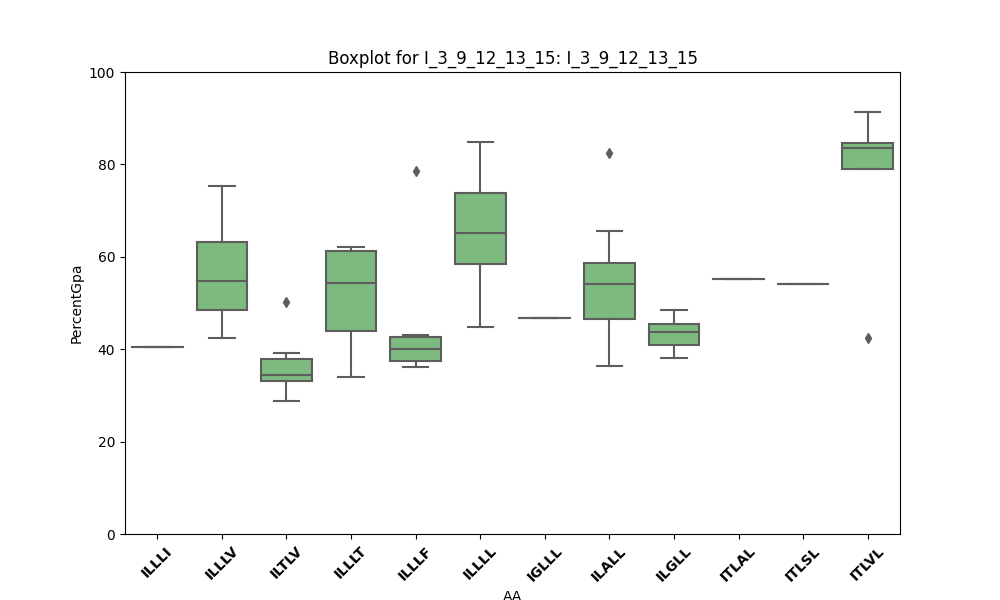 Boxplot for I_3_9_12_13_15: I_3_9_12_13_15
100
80
60
40
20
0
PercentGpa
ILLLI
ILLLV
ILTLV
ILLLT
ILLLF
ILLLL
IGLLL
ILALL
ILGLL
ITLAL
ITLSL
ITLVL
AA